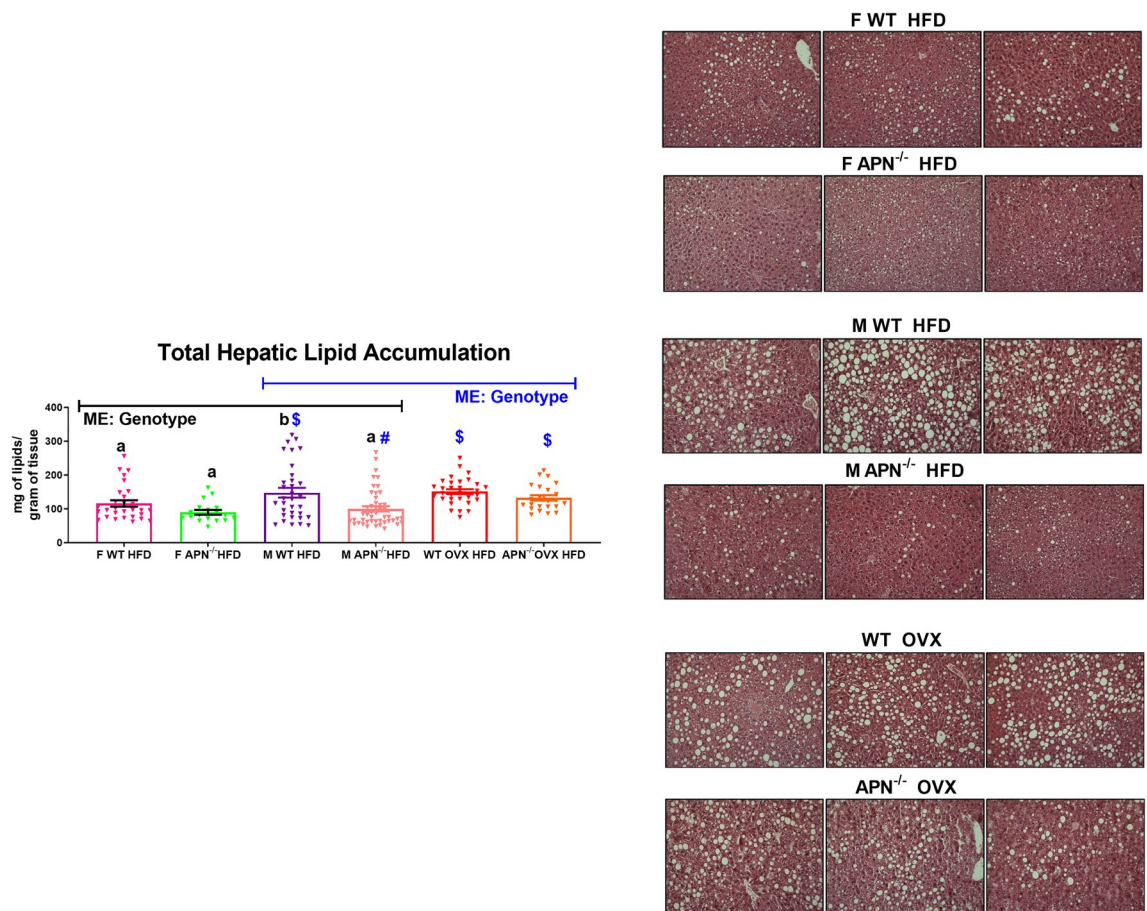 F WT HFD
F APN-/- HFD
M WT HFD
M APN-/- HFD
WT OVX
APN-/- OVX
Total Hepatic Lipid Accumulation
ME: Genotype
ME: Genotype
mg of lipids/
gram of tissue
400
300
200
100
0
a
a
b $
a #
$
$
F WT HFD
F APN-/-HFD
M WT HFD
M APN-/-HFD
WT OVX HFD
APN-/-OVX HFD